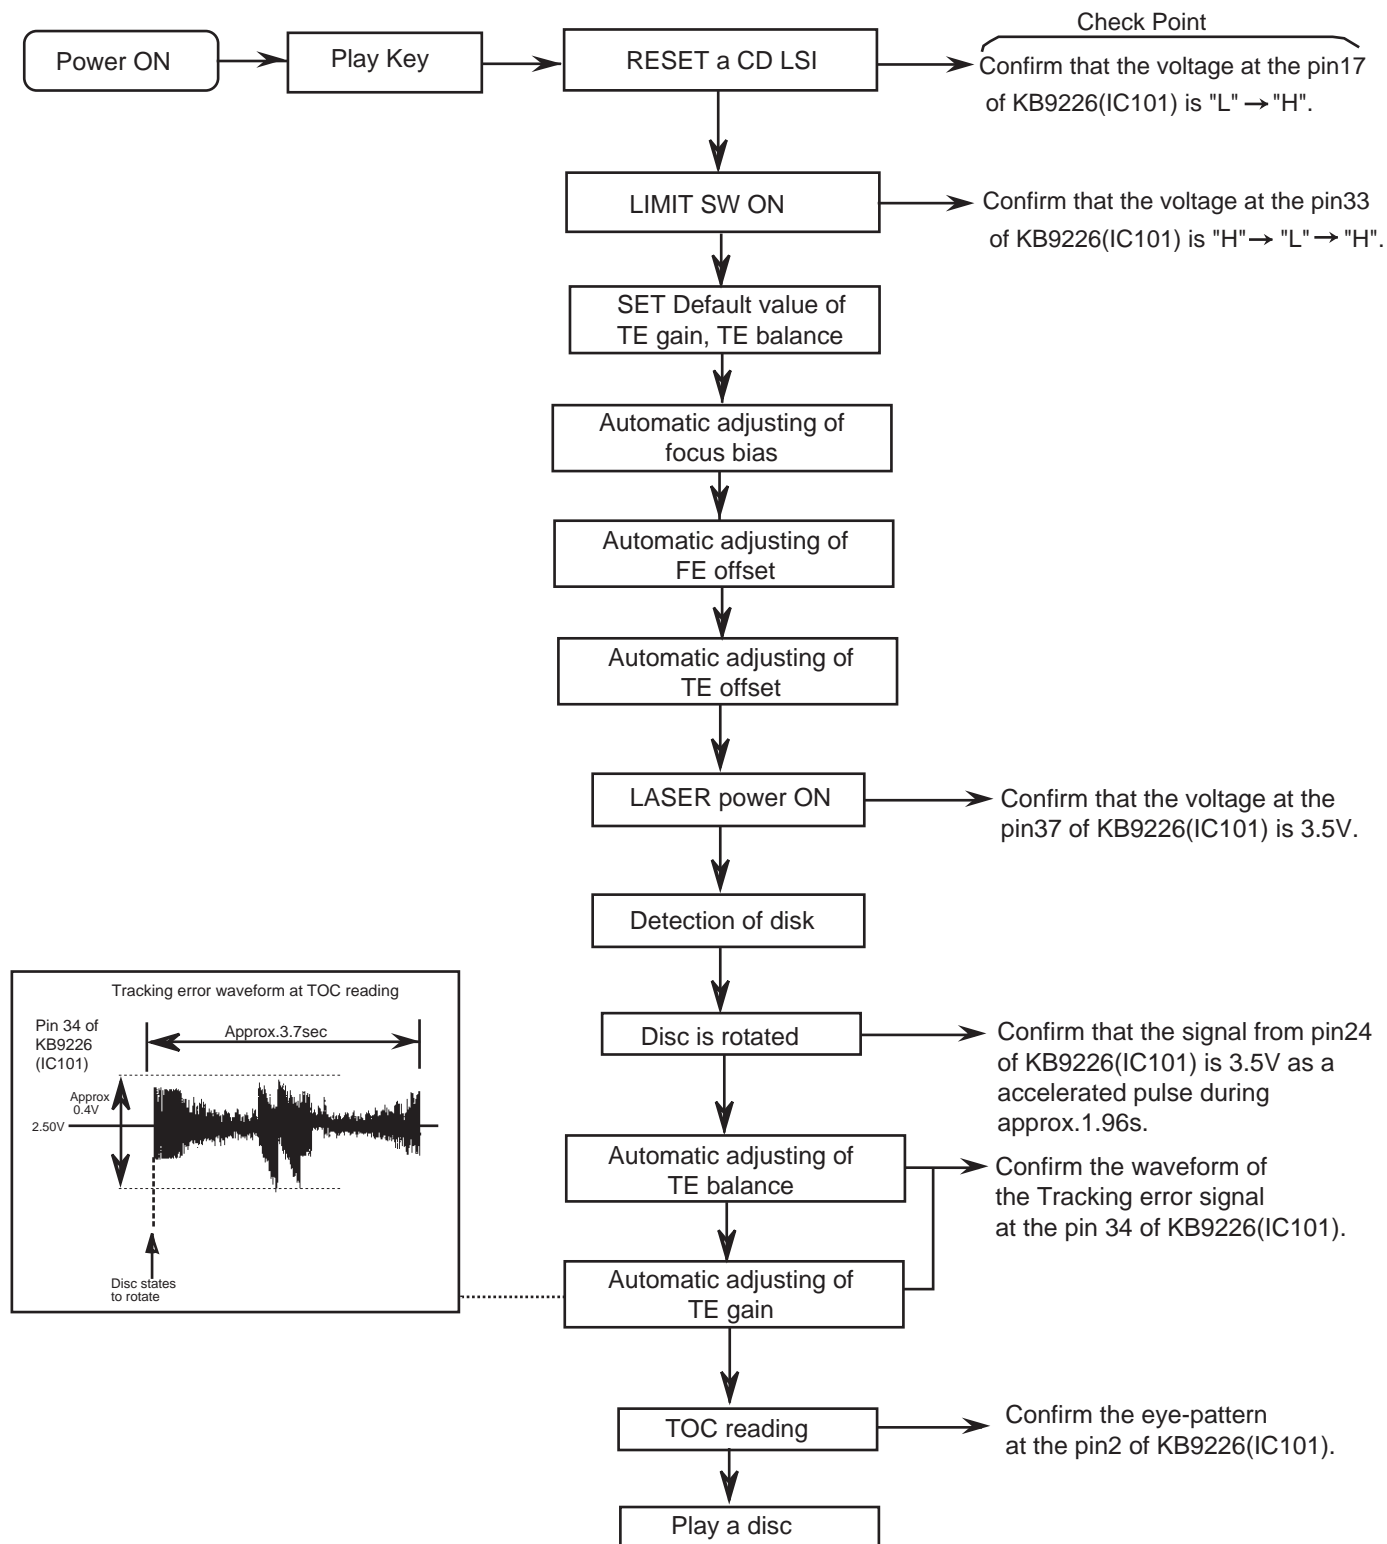 Check Point
Power ON
Play Key
RESET a CD LSI
Confirm that the voltage at the pin17
of KB9226(IC101) is "L" → "H".
LIMIT SW ON
Confirm that the voltage at the pin33
of KB9226(IC101) is "H" → "L" → "H".
SET Default value of
TE gain, TE balance
Automatic adjusting of
focus bias
Automatic adjusting of
FE offset
Automatic adjusting of
TE offset
LASER power ON
Confirm that the voltage at the
pin37 of KB9226(IC101) is 3.5V.
Detection of disk
Disc is rotated
Confirm that the signal from pin24
of KB9226(IC101) is 3.5V as a
accelerated pulse during
approx.1.96s.
Tracking error waveform at TOC reading
Pin 34 of
KB9226
(IC101)
Approx.3.7sec
Approx
0.4V
2.50V
Disc states
to rotate
Automatic adjusting of
TE balance
Confirm the waveform of
the Tracking error signal
at the pin 34 of KB9226(IC101).
Automatic adjusting of
TE gain
TOC reading
Confirm the eye-pattern
at the pin2 of KB9226(IC101).
Play a disc